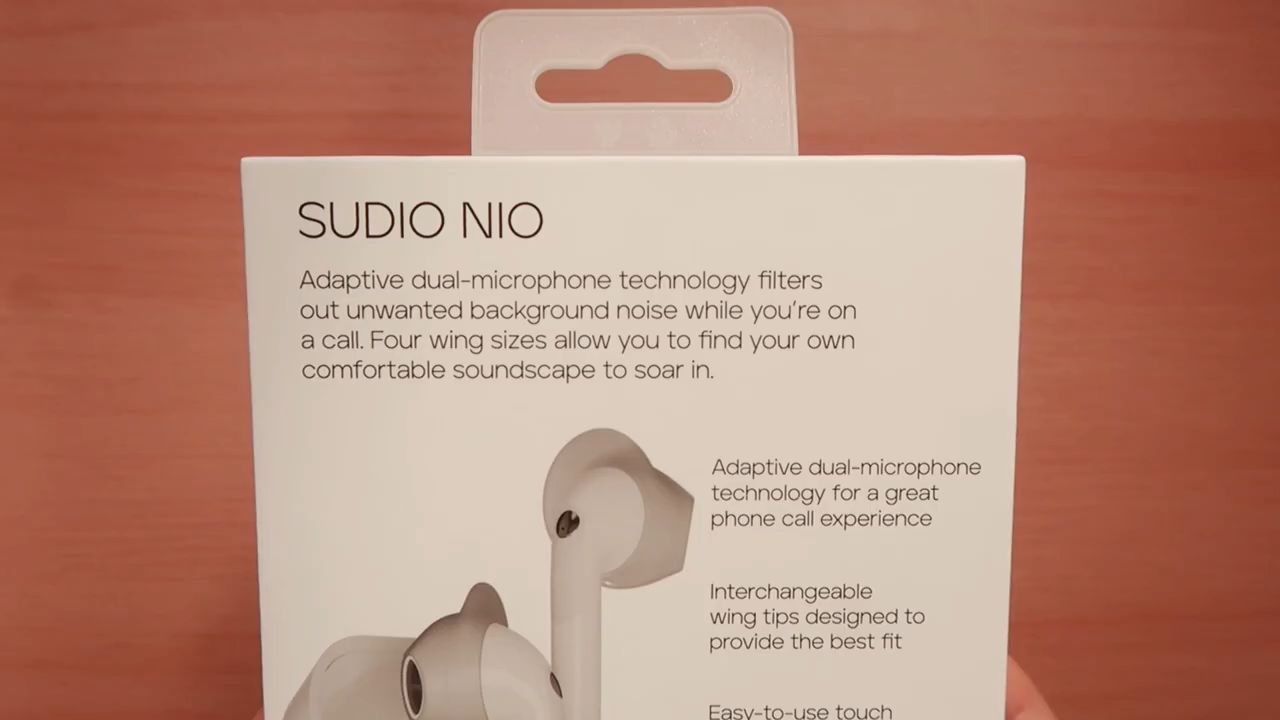 SUDIO NIO
Adaptive dual-microphone technology filters
out unwanted background noise while you're on
a call. Four wing sizes allow you to find your own
comfortable soundscape to soar in.
Adaptive dual-microphone
technology for a great
phone call experience
Interchangeable
wing tips designed to
provide the best fit
Easy-to-use touch